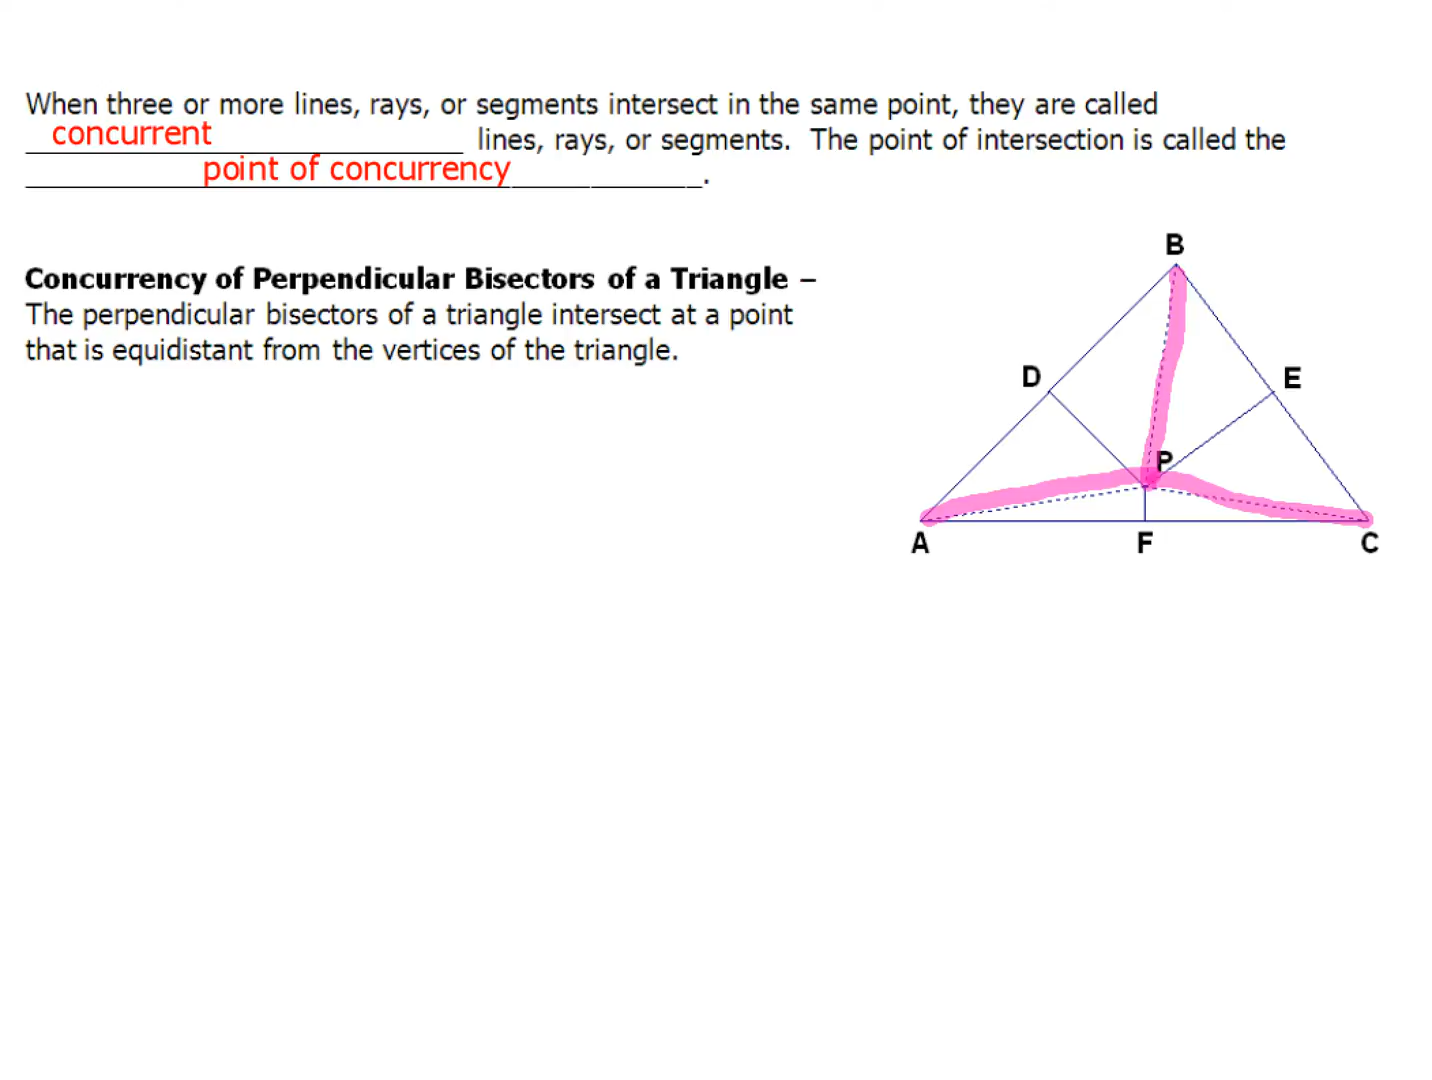 When three or more lines, rays, or segments intersect in the same point, they are called
concurrent lines, rays, or segments. The point of intersection is called the
point of concurrency.
Concurrency of Perpendicular Bisectors of a Triangle –
The perpendicular bisectors of a triangle intersect at a point
that is equidistant from the vertices of the triangle.
B
D
E
P
A
F
C